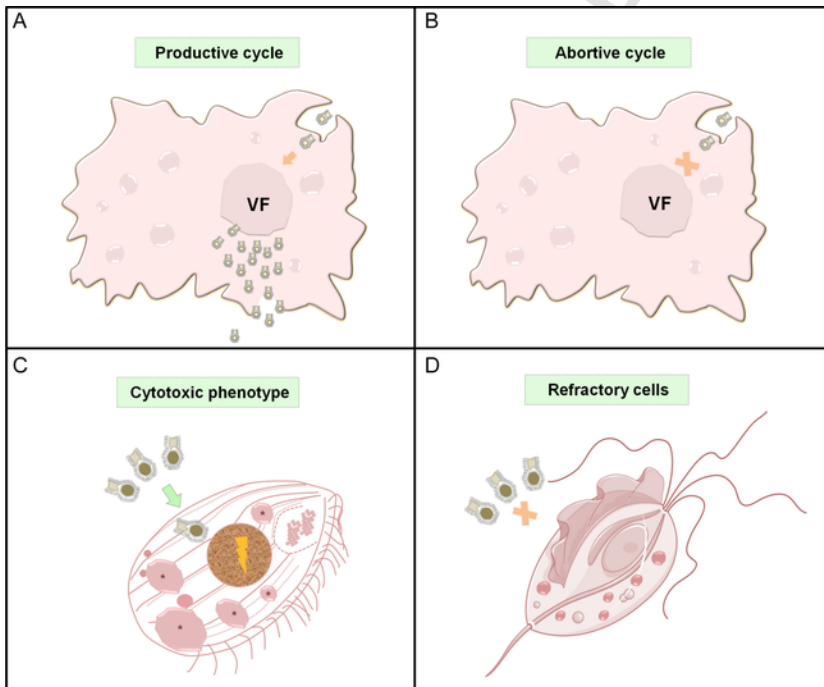 A
Productive cycle
VF
B
Abortive cycle
VF
C
Cytotoxic phenotype
D
Refractory cells